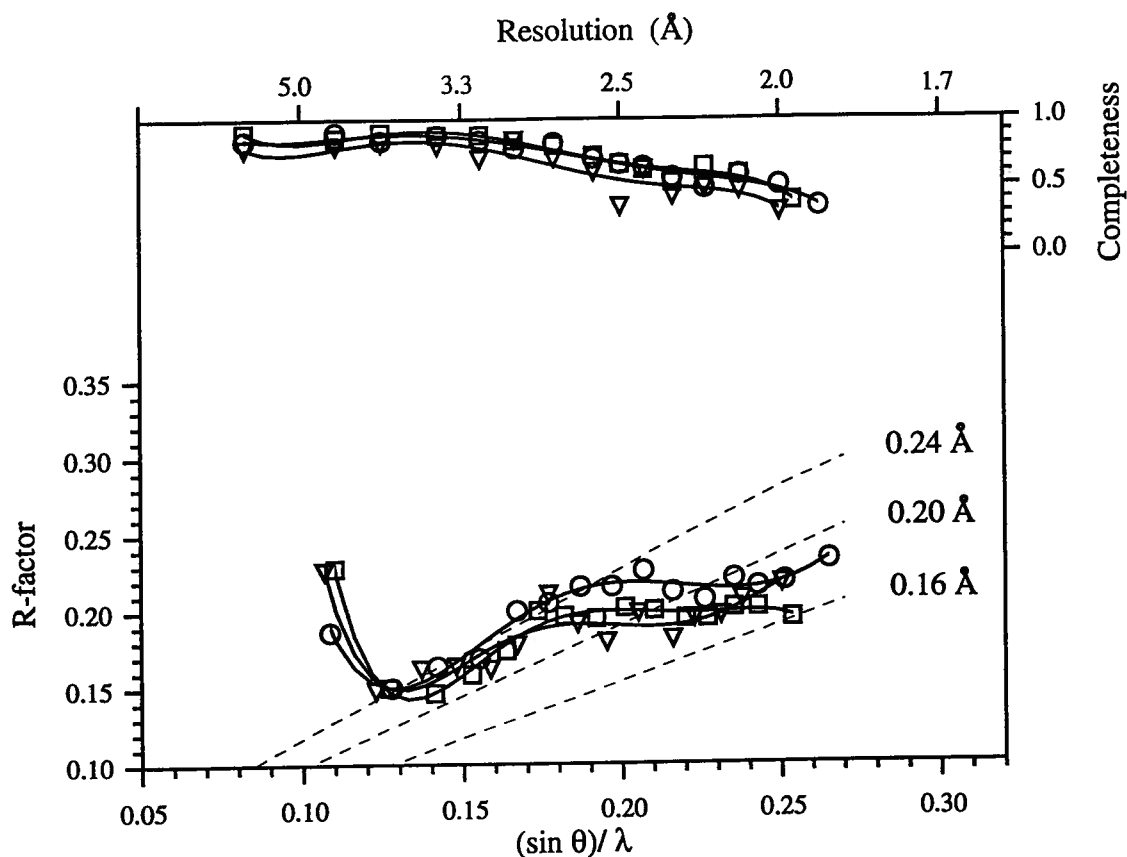 Resolution (Å)
5.0 3.3 2.5 2.0 1.7
1.0
0.5
0.0
Completeness
0.35
0.30
0.25
0.20
0.15
0.10
R-factor
0.24 Å
0.20 Å
0.16 Å
0.05 0.10 0.15 0.20 0.25 0.30
(sin θ)/ λ